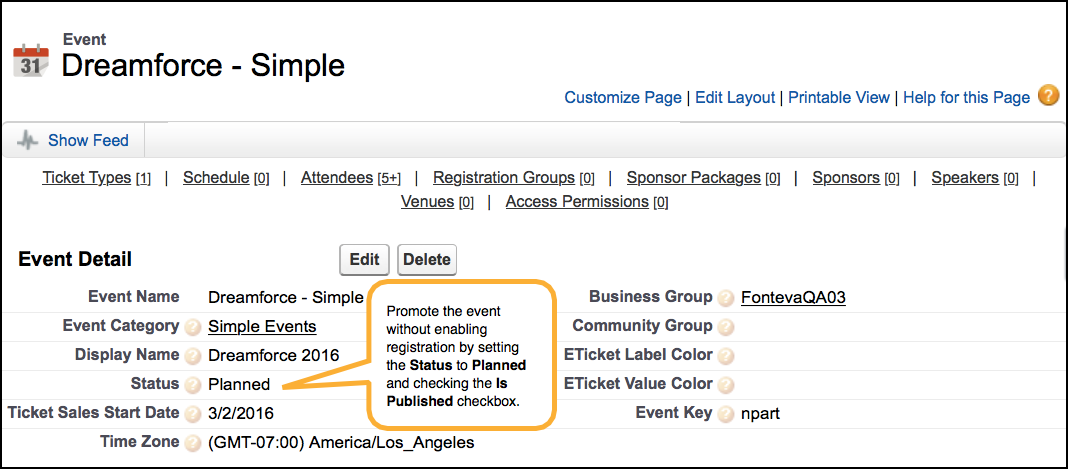 Event
31
Dreamforce - Simple
Customize Page | Edit Layout | Printable View | Help for this Page ?
Show Feed
Ticket Types [1] | Schedule [0] | Attendees [5+] | Registration Groups [0] | Sponsor Packages [0] | Sponsors [0] | Speakers [0] |
Venues [0] | Access Permissions [0]
Event Detail Edit Delete
Event Name Dreamforce - Simple Business Group ? FontevaQA03
Event Category ? Simple Events Community Group ?
Display Name ? Dreamforce 2016 ETicket Label Color ?
Status ? Planned ETicket Value Color ?
Ticket Sales Start Date ? 3/2/2016 Event Key ? npart
Time Zone ? (GMT-07:00) America/Los_Angeles
Promote the event
without enabling
registration by setting
the Status to Planned
and checking the Is
Published checkbox.